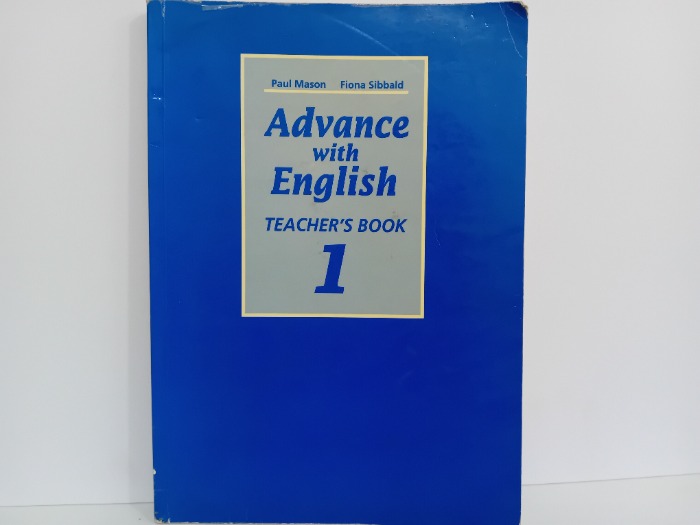 Paul Mason Fiona Sibbald
Advance
with
English
TEACHER'S BOOK
1